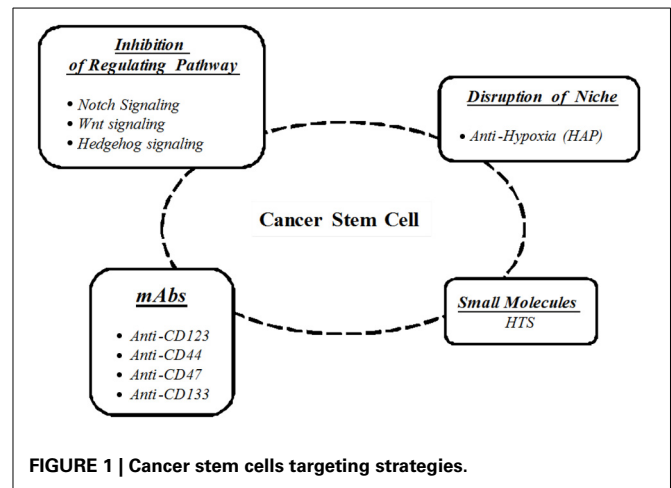 Inhibition
of Regulating Pathway
• Notch Signaling
• Wnt signaling
• Hedgehog signaling
Disruption of Niche
• Anti-Hypoxia (HAP)
Cancer Stem Cell
mAbs
• Anti-CD123
• Anti-CD44
• Anti-CD47
• Anti-CD133
Small Molecules
HTS
FIGURE 1 | Cancer stem cells targeting strategies.